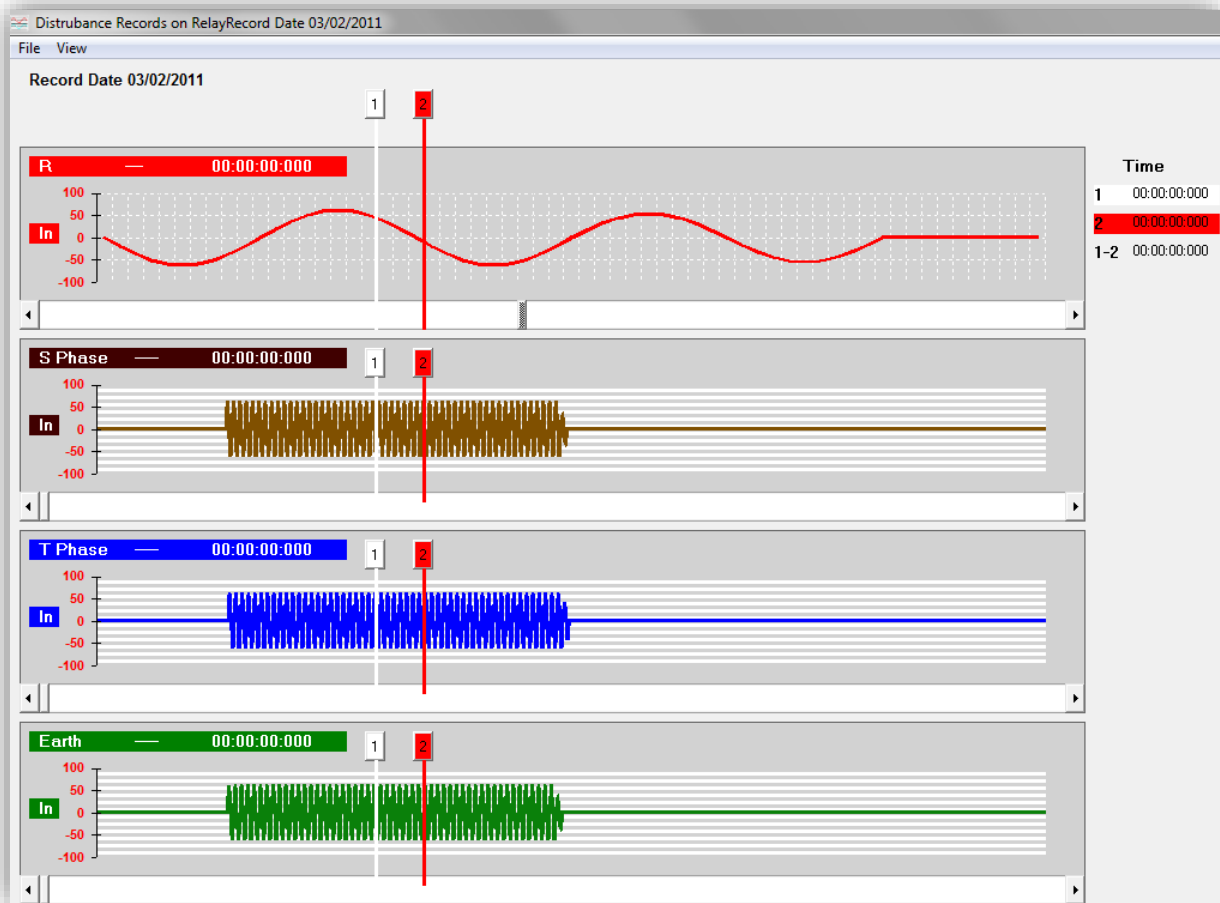 Distrubance Records on RelayRecord Date 03/02/2011
File View
Record Date 03/02/2011
1 2
R — 00:00:00:000
100
50
In 0
-50
-100
Time
1 00:00:00:000
2 00:00:00:000
1-2 00:00:00:000
S Phase — 00:00:00:000
1 2
100
50
In 0
-50
-100
T Phase — 00:00:00:000
1 2
100
50
In 0
-50
-100
Earth — 00:00:00:000
1 2
100
50
In 0
-50
-100